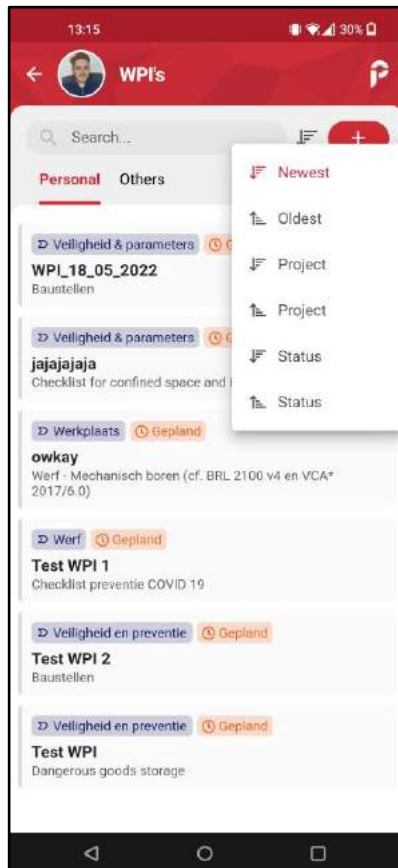 13:15
30%
WPI's
Search...
Personal Others
Newest
Oldest
Project
Project
Status
Status
Veiligheid & parameters G
WPI_18_05_2022
Baustellen
Veiligheid & parameters
jajajajaja
Checklist for confined space and
Werkplaats Gepland
owkay
Werf - Mechanisch boren (cf. BRL 2100 v4 en VCA*
2017/6.0)
Werf Gepland
Test WPI 1
Checklist preventie COVID 19
Veiligheid en preventie Gepland
Test WPI 2
Baustellen
Veiligheid en preventie Gepland
Test WPI
Dangerous goods storage